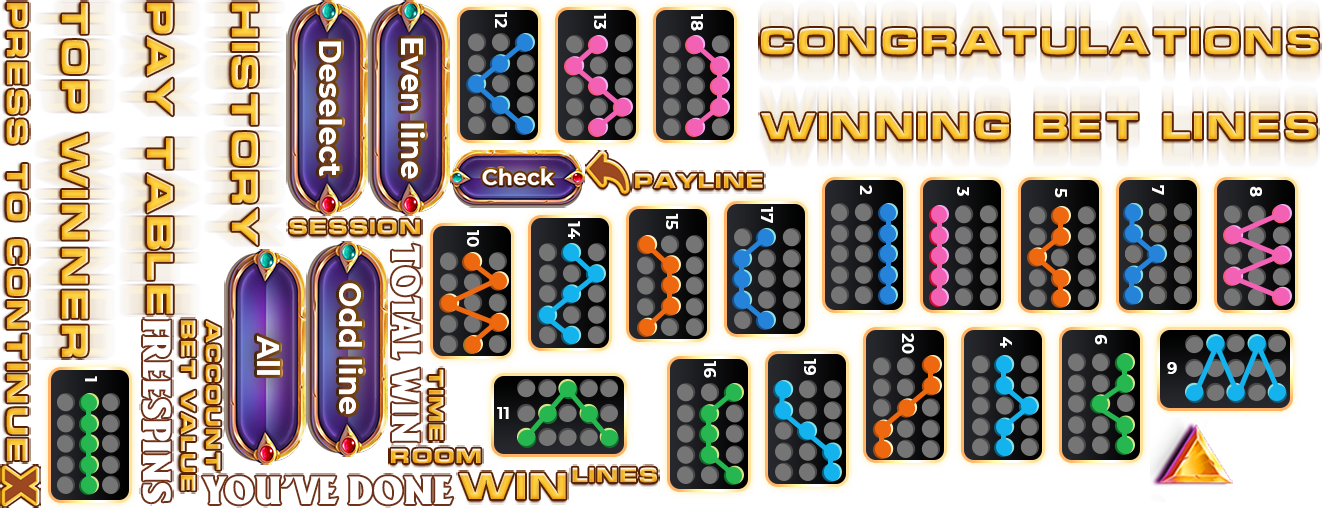 PRESS TO CONTINUE
X
TOP WINNER
PAY TABLE
HISTORY
Deselect
Even line
12
13
18
CONGRATULATIONS
WINNING BET LINES
Check
PAYLINE
SESSION
2
3
5
7
8
10
14
15
17
All
Odd line
TOTAL WIN
FREESPINS
BET VALUE
ACCOUNT
1
TIME
ROOM
11
16
19
20
4
6
9
YOU'VE DONE
WIN
LINES